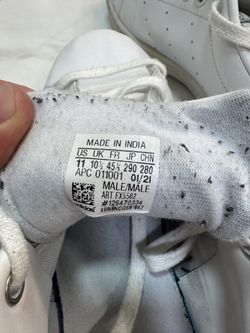 MADE IN INDIA
US UK FR JP CHN
11 10½ 45⅓ 290 280
APC 011001 01/21
MALE/MALE
ART FX5502
#126470334